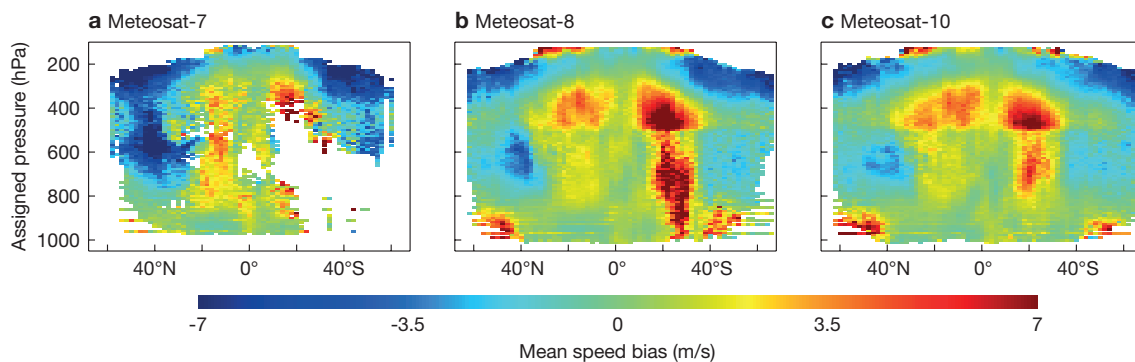 a Meteosat-7
b Meteosat-8
c Meteosat-10
Assigned pressure (hPa)
200
400
600
800
1000
40°N 0° 40°S
40°N 0° 40°S
40°N 0° 40°S
-7 -3.5 0 3.5 7
Mean speed bias (m/s)